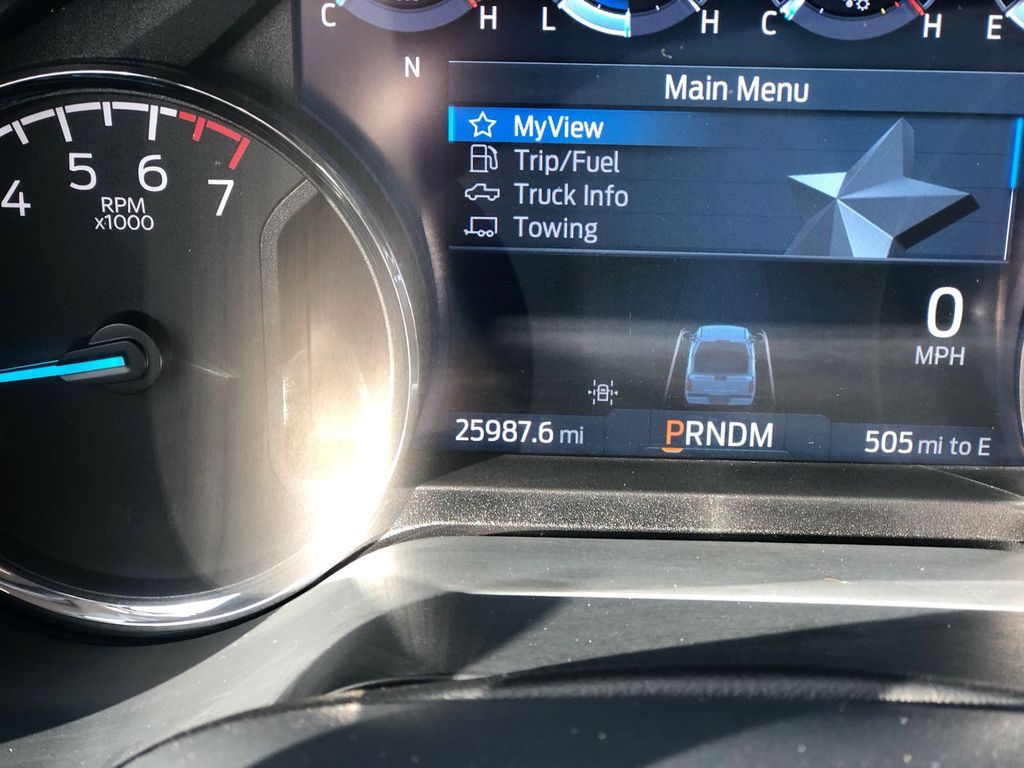 C H L H C H E
N
Main Menu
MyView
Trip/Fuel
Truck Info
Towing
4 5 6 7
RPM
x1000
0
MPH
25987.6 mi
PRNDM
505 mi to E